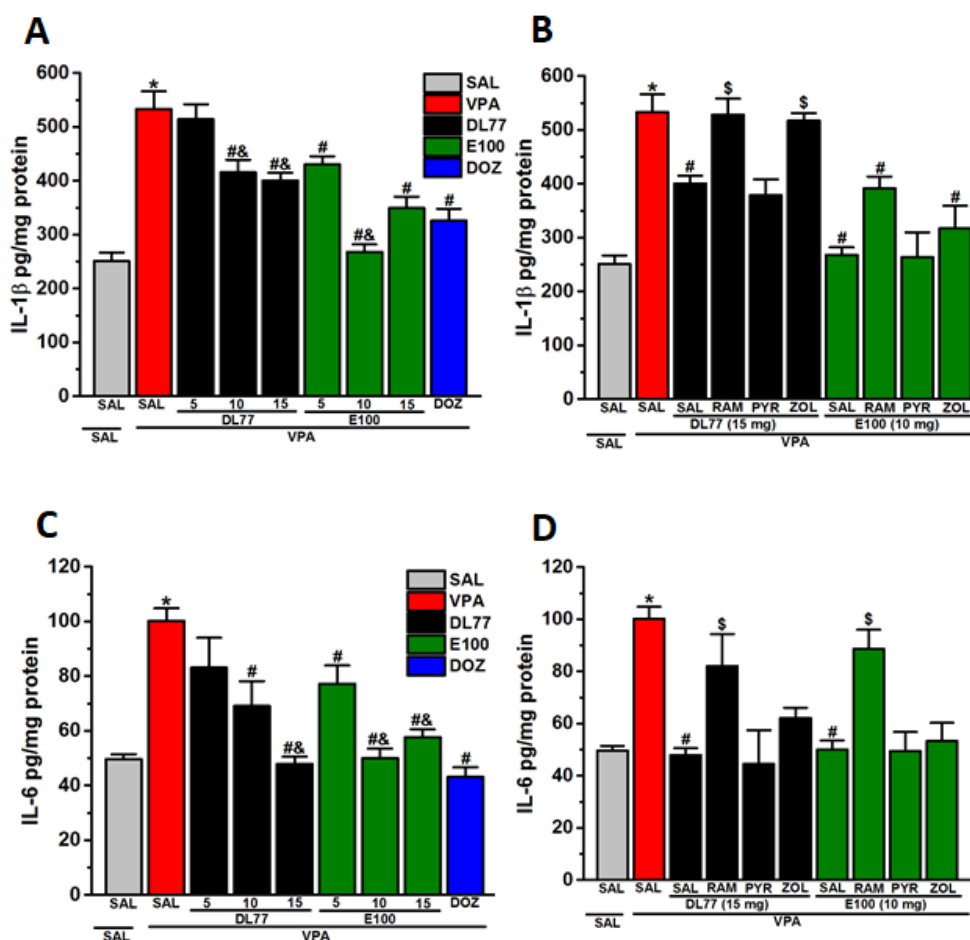 A
600
500
400
300
200
100
0
IL-1β pg/mg protein
* #& #& # #& # #
SAL
VPA
DL77
E100
DOZ
SAL SAL 5 10 15 5 10 15 DOZ
DL77 E100
SAL VPA
B
600
500
400
300
200
100
0
IL-1β pg/mg protein
* # $ $ # # #
SAL SAL SAL RAM PYR ZOL SAL RAM PYR ZOL
DL77 (15 mg) E100 (10 mg)
SAL VPA
C
120
100
80
60
40
20
0
IL-6 pg/mg protein
* # #& # #& #& #
SAL
VPA
DL77
E100
DOZ
SAL SAL 5 10 15 5 10 15 DOZ
DL77 E100
SAL VPA
D
120
100
80
60
40
20
0
IL-6 pg/mg protein
* # $ # $
SAL SAL SAL RAM PYR ZOL SAL RAM PYR ZOL
DL77 (15 mg) E100 (10 mg)
SAL VPA